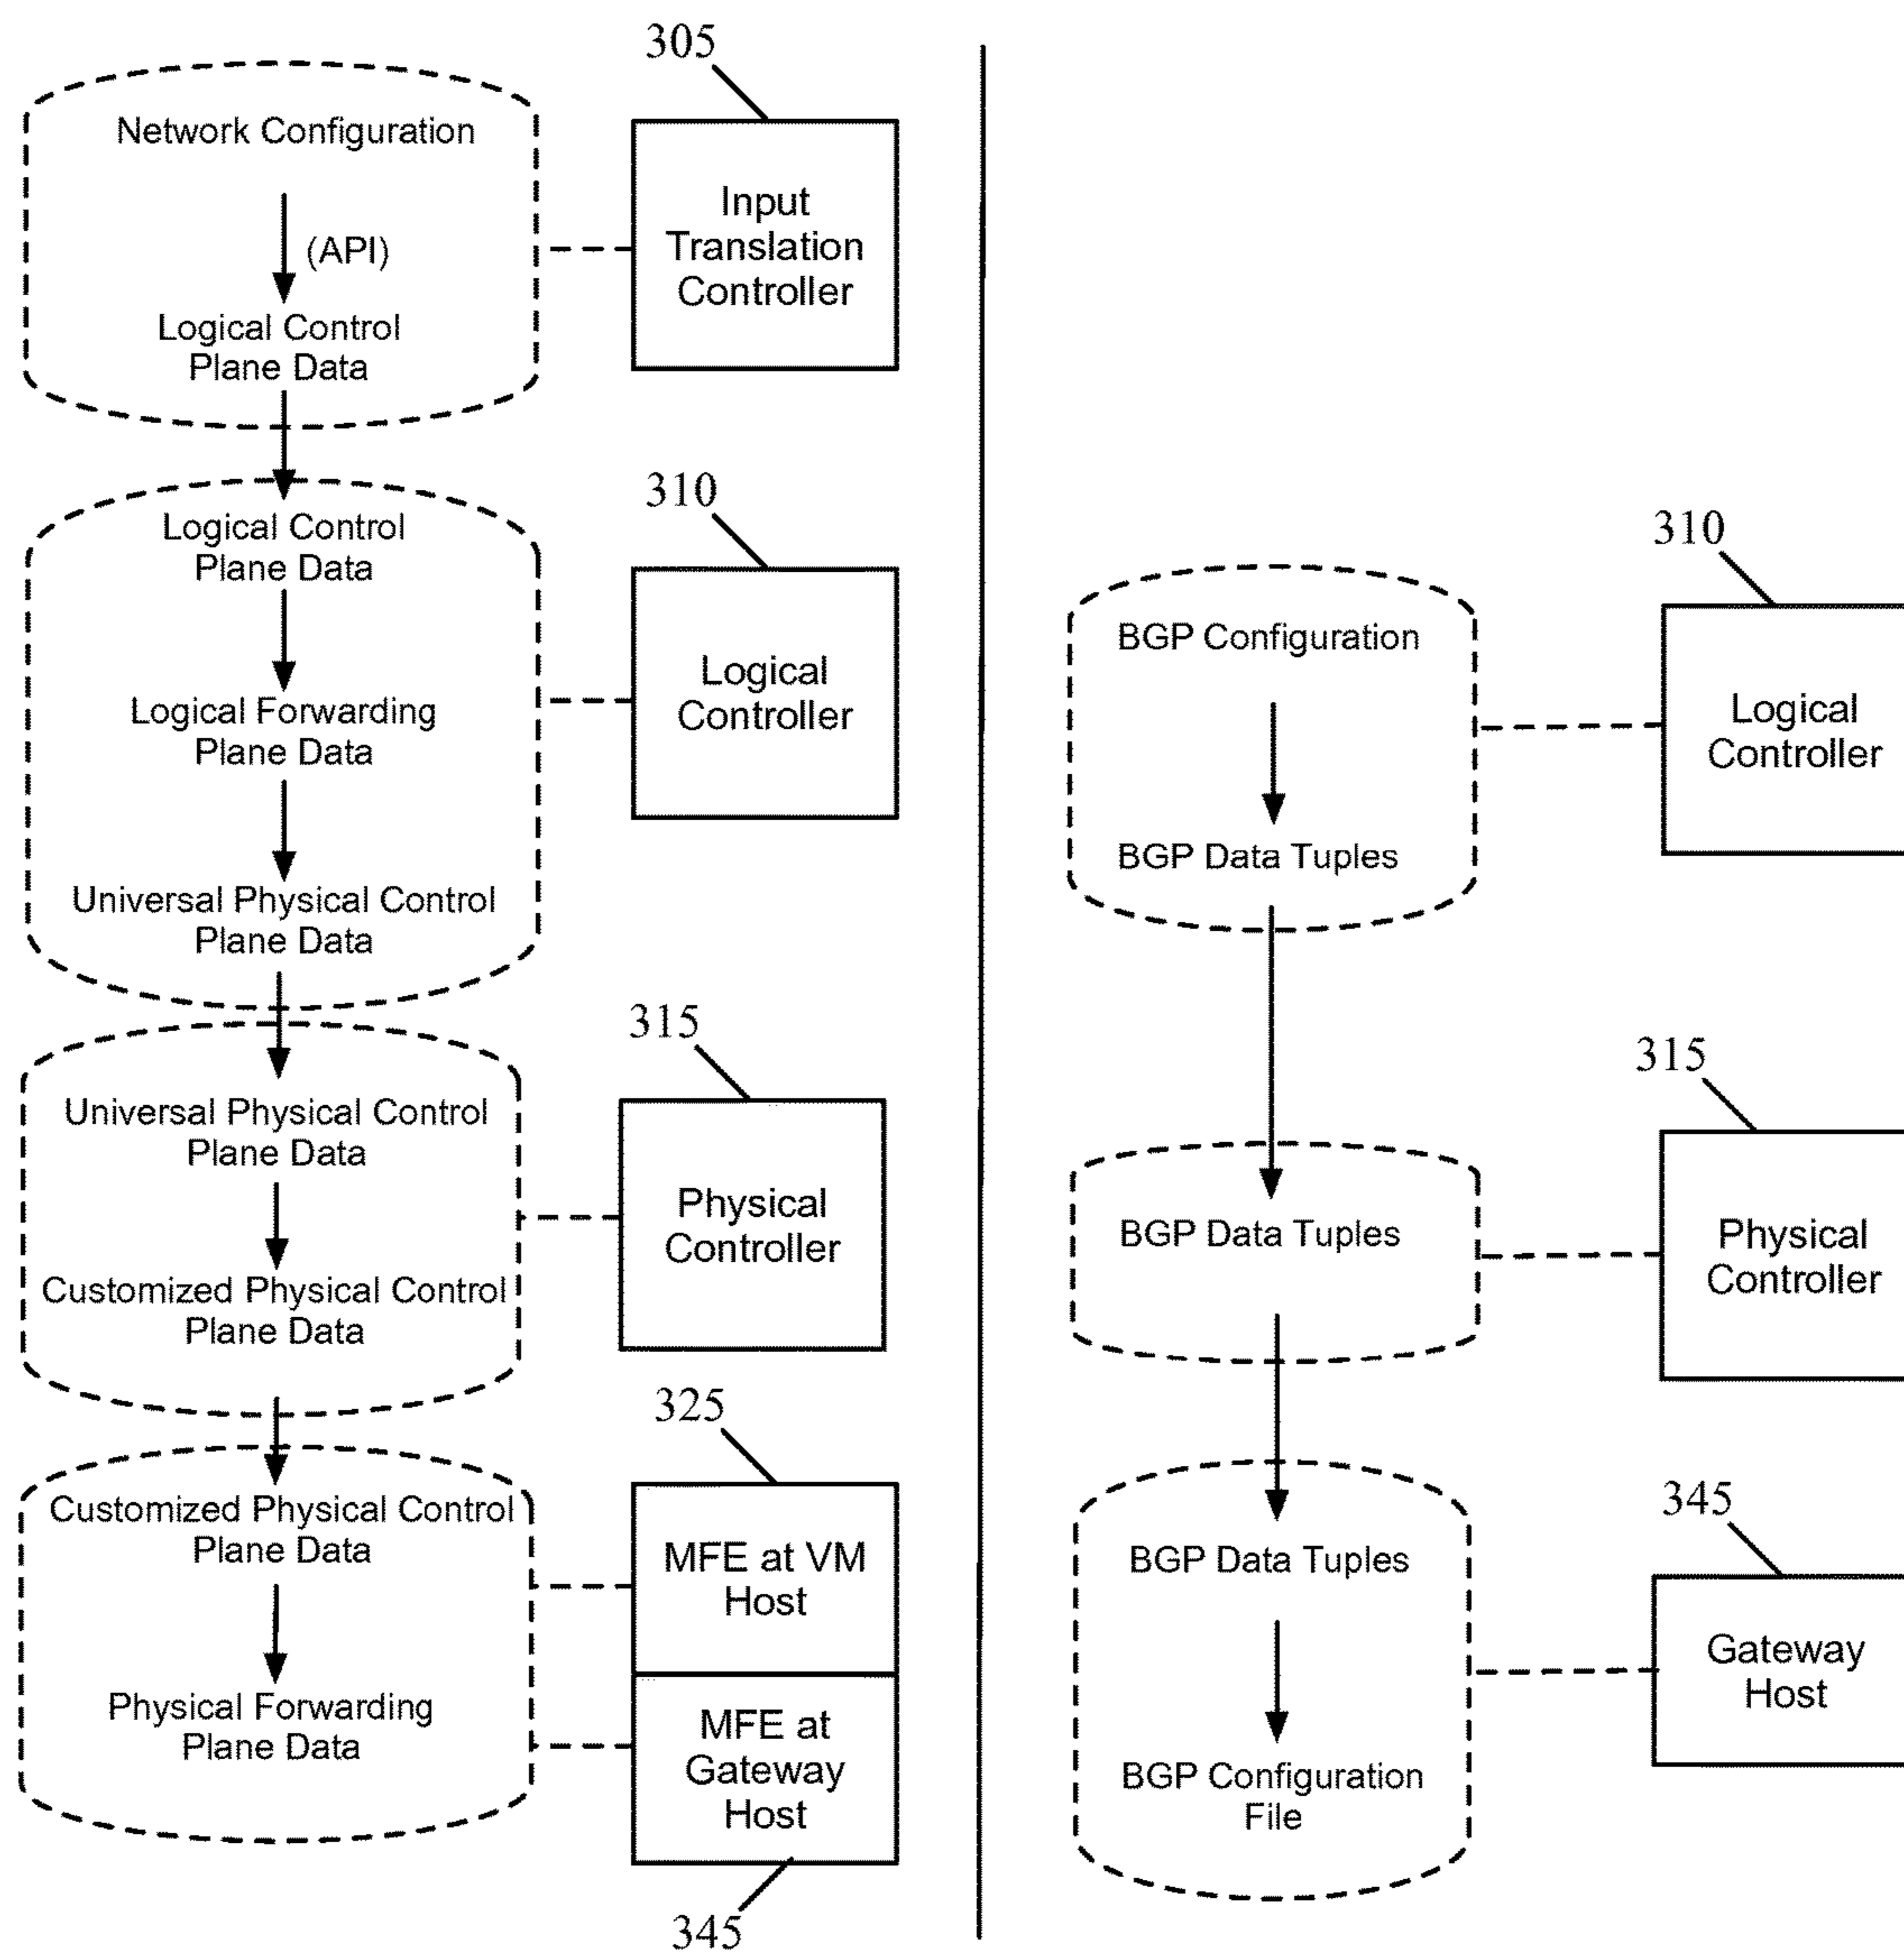 305
Network Configuration
(API)
Logical Control
Plane Data
Input
Translation
Controller
310
Logical Control
Plane Data
Logical Forwarding
Plane Data
Universal Physical Control
Plane Data
Logical
Controller
315
Universal Physical Control
Plane Data
Customized Physical Control
Plane Data
Physical
Controller
325
Customized Physical Control
Plane Data
Physical Forwarding
Plane Data
MFE at VM
Host
MFE at
Gateway
Host
345
310
BGP Configuration
BGP Data Tuples
Logical
Controller
315
BGP Data Tuples
Physical
Controller
345
BGP Data Tuples
BGP Configuration
File
Gateway
Host